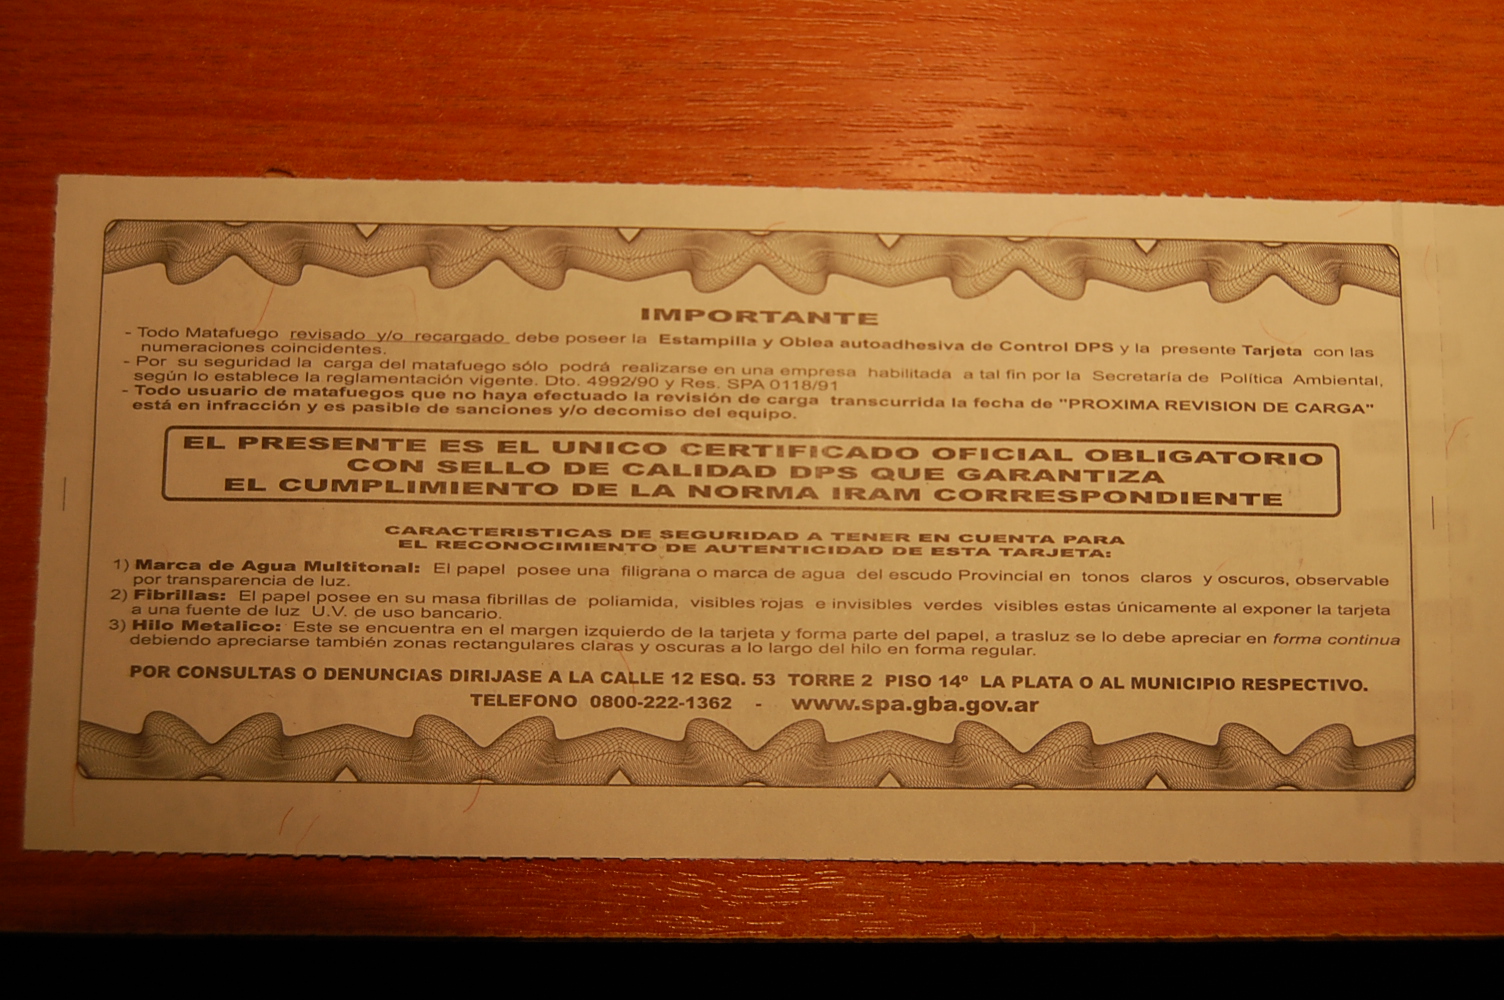 IMPORTANTE
- Todo Matafuego revisado y/o recargado debe poseer la Estampilla y Oblea autoadhesiva de Control DPS y la presente Tarjeta con las
numeraciones coincidentes.
- Por su seguridad la carga del matafuego sólo podrá realizarse en una empresa habilitada a tal fin por la Secretaría de Política Ambiental,
según lo establece la reglamentación vigente. Dto. 4992/90 y Res. SPA 0118/91
- Todo usuario de matafuegos que no haya efectuado la revisión de carga transcurrida la fecha de "PROXIMA REVISION DE CARGA"
está en infracción y es pasible de sanciones y/o decomiso del equipo.
EL PRESENTE ES EL UNICO CERTIFICADO OFICIAL OBLIGATORIO
CON SELLO DE CALIDAD DPS QUE GARANTIZA
EL CUMPLIMIENTO DE LA NORMA IRAM CORRESPONDIENTE
CARACTERISTICAS DE SEGURIDAD A TENER EN CUENTA PARA
EL RECONOCIMIENTO DE AUTENTICIDAD DE ESTA TARJETA:
1) Marca de Agua Multitonal: El papel posee una filigrana o marca de agua del escudo Provincial en tonos claros y oscuros, observable
por transparencia de luz.
2) Fibrillas: El papel posee en su masa fibrillas de poliamida, visibles rojas e invisibles verdes visibles estas únicamente al exponer la tarjeta
a una fuente de luz U.V. de uso bancario.
3) Hilo Metalico: Este se encuentra en el margen izquierdo de la tarjeta y forma parte del papel, a trasluz se lo debe apreciar en forma continua
debiendo apreciarse también zonas rectangulares claras y oscuras a lo largo del hilo en forma regular.
POR CONSULTAS O DENUNCIAS DIRIJASE A LA CALLE 12 ESQ. 53 TORRE 2 PISO 14º LA PLATA O AL MUNICIPIO RESPECTIVO.
TELEFONO 0800-222-1362 - www.spa.gba.gov.ar